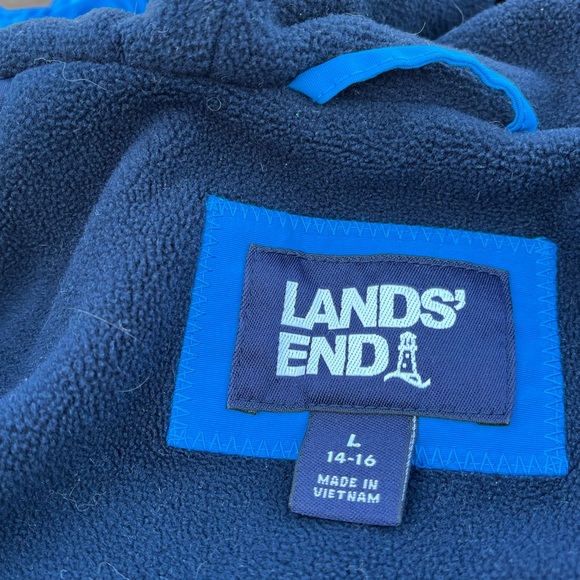 LANDS'
END
L
14-16
MADE IN
VIETNAM